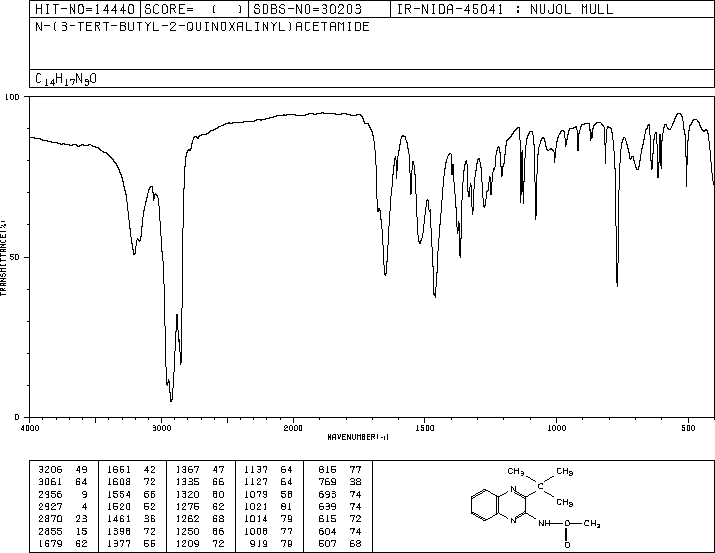 HIT-NO=14440 SCORE= ( ) SDBS-NO=30203 IR-NIDA-45041 : NUJOL MULL
N-(3-TERT-BUTYL-2-QUINOXALINYL)ACETAMIDE
C14H17N3O
100
50
0
TRANSMITTANCE(%)
4000 3000 2000 1500 1000 500
WAVENUMBER(-1)
3206 49 1651 42 1367 47 1137 64 815 77
3061 64 1608 72 1335 66 1127 64 769 38
2956 9 1554 66 1320 60 1079 58 693 74
2927 4 1520 52 1275 62 1021 81 639 74
2870 23 1461 36 1262 68 1014 79 615 72
2855 15 1398 72 1250 66 1008 77 604 74
1679 62 1377 55 1209 72 919 79 507 68
CH3 CH3
N C
CH3
N NH C CH3
O